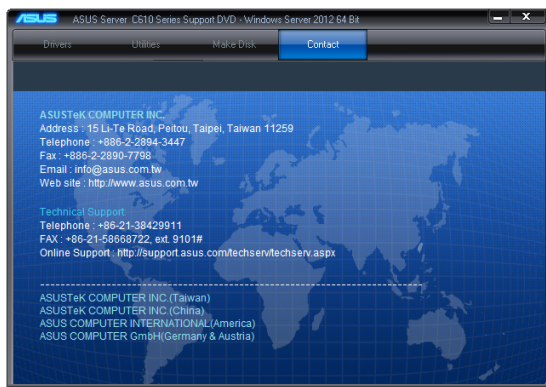 ASUS ASUS Server C610 Series Support DVD - Windows Server 2012 64 Bit
Drivers Utilities Make Disk Contact
ASUSTeK COMPUTER INC.
Address : 15 Li-Te Road, Peitou, Taipei, Taiwan 11259
Telephone : +886-2-2894-3447
Fax : +886-2-2890-7798
Email : info@asus.com.tw
Web site : http://www.asus.com.tw
Technical Support:
Telephone : +86-21-38429911
FAX : +86-21-58668722, ext. 9101#
Online Support : http://support.asus.com/techserv/techserv.aspx
ASUSTeK COMPUTER INC.(Taiwan)
ASUSTeK COMPUTER INC.(China)
ASUS COMPUTER INTERNATIONAL(America)
ASUS COMPUTER GmbH(Germany & Austria)